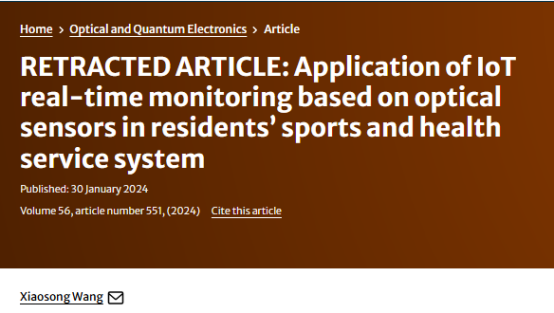 Home > Optical and Quantum Electronics > Article
RETRACTED ARTICLE: Application of IoT
real-time monitoring based on optical
sensors in residents’ sports and health
service system
Published: 30 January 2024
Volume 56, article number 551, (2024) Cite this article
Xiaosong Wang